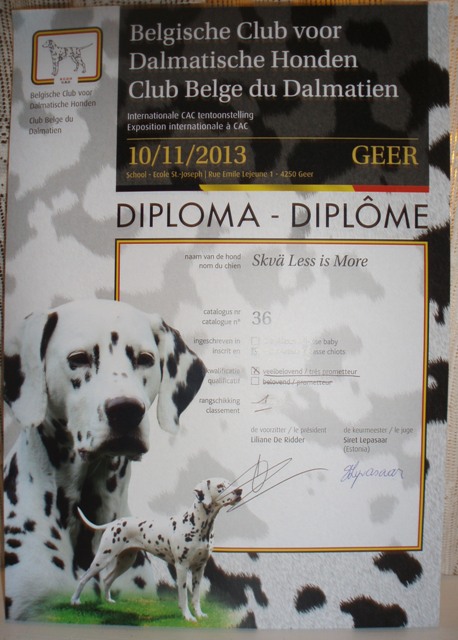 Belgische Club voor
Dalmatische Honden
Club Belge du Dalmatien
Belgische Club voor
Dalmatische Honden
Club Belge du
Dalmatien
Internationale CAC tentoonstelling
Exposition internationale à CAC
10/11/2013 GEER
School - Ecole St.-Joseph | Rue Emile Lejeune 1 - 4250 Geer
DIPLOMA - DIPLÔME
naam van de hond
nom du chien
Skvä Less is More
catalogus nr
catalogue n°
36
ingeschreven in
inscrit en
baby
chiots
kwalificatie
qualificatif
veelbelovend / très prometteur
belovend / prometteur
rangschikking
classement
1
de voorzitter / le président
Liliane De Ridder
de keurmeester / le juge
Siret Lepasaar
(Estonia)